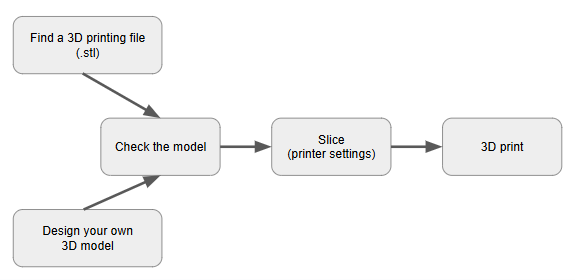 Find a 3D printing file
(.stl)
Check the model
Slice
(printer settings)
3D print
Design your own
3D model